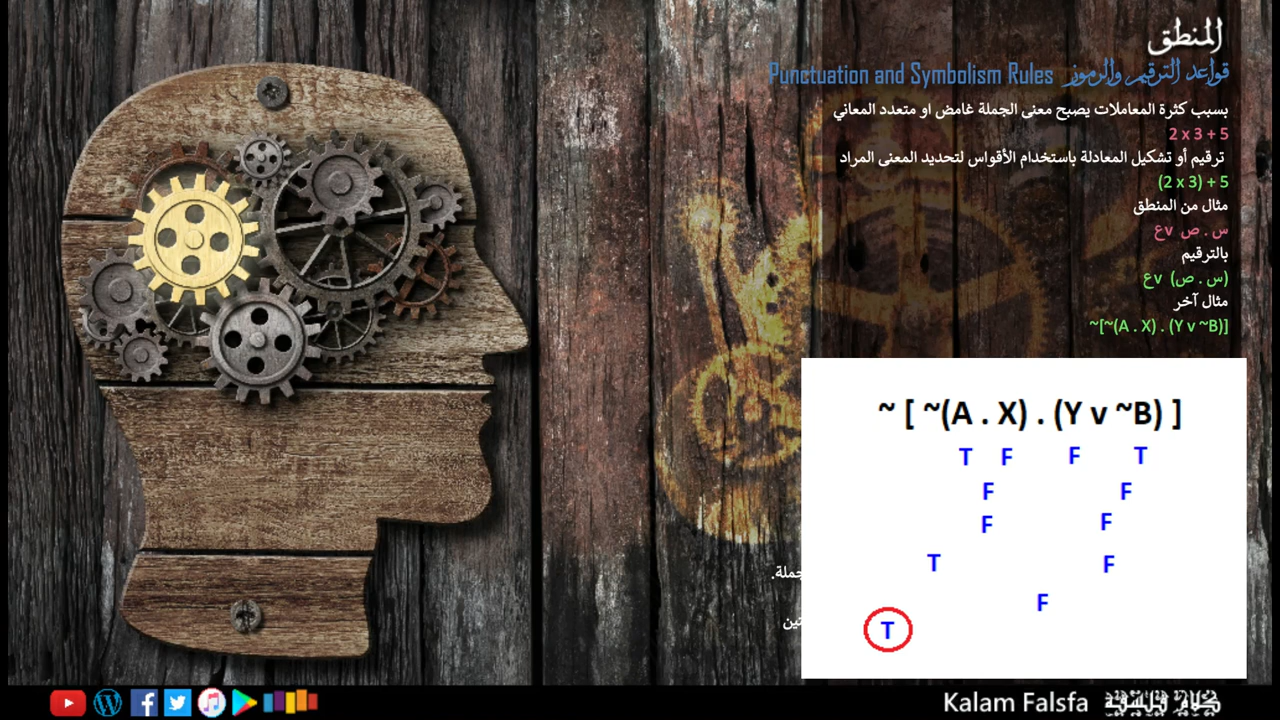 المنطق
Punctuation and Symbolism Rules قواعد الترقيم والرموز
بسبب كثرة المعاملات يصبح معنى الجملة غامض او متعدد المعاني
2 x 3 + 5
ترقيم أو تشكيل المعادلة باستخدام الأقواس لتحديد المعنى المراد
(2 x 3) + 5
مثال من المنطق
س . ص v ع
بالترقيم
(س . ص) v ع
مثال آخر
~[~(A . X) . (Y v ~B)]
~ [ ~(A . X) . (Y v ~B) ]
T F F T
F F
F F
T F
F
T
Kalam Falsfa كلام فلسفة